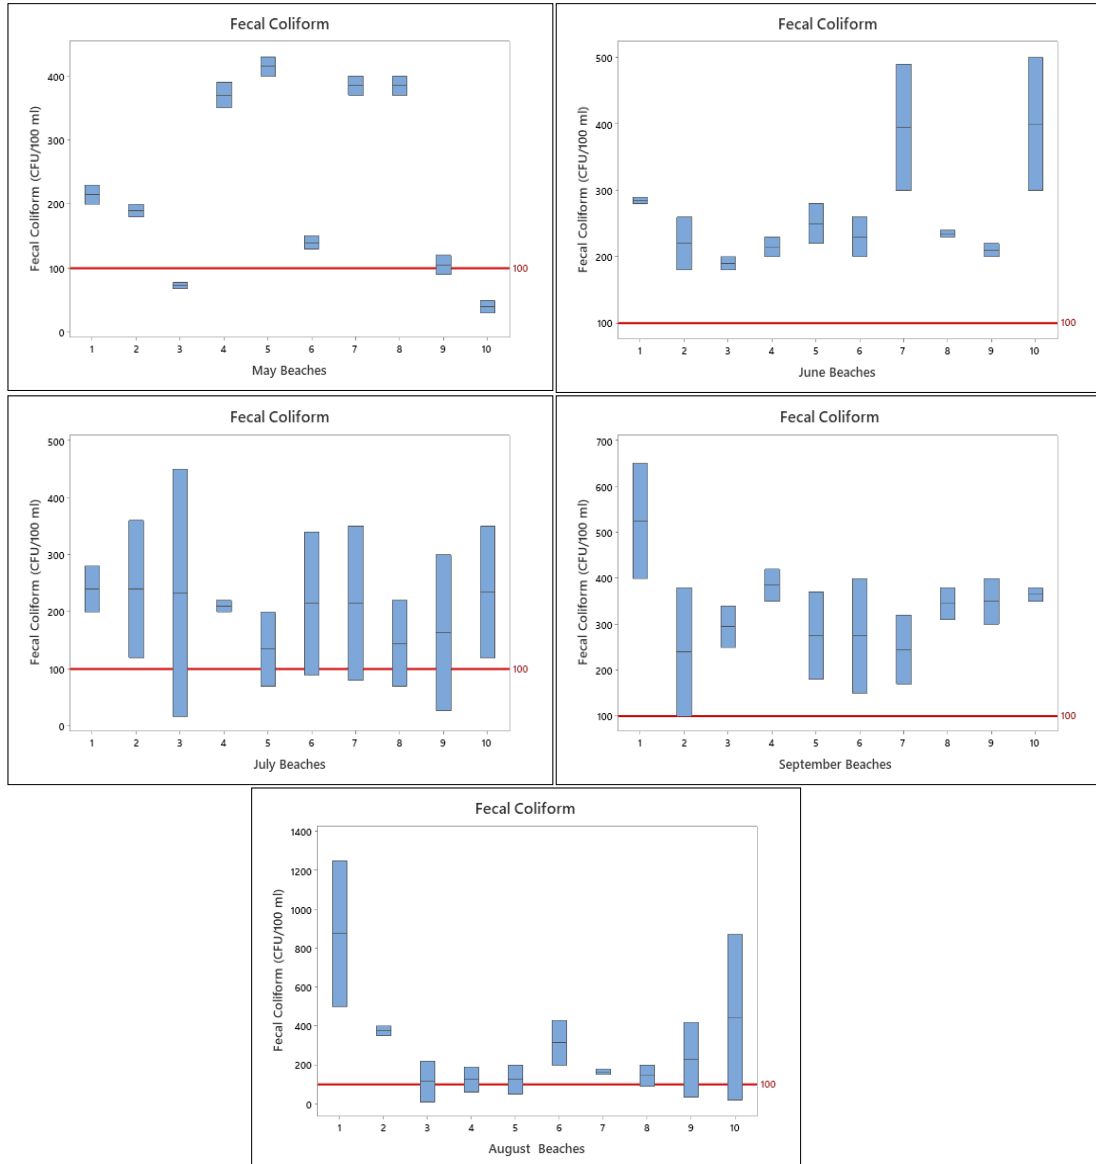 Fecal Coliform
Fecal Coliform (CFU/100 ml)
400
300
200
100
0
100
1 2 3 4 5 6 7 8 9 10
May Beaches
Fecal Coliform
Fecal Coliform (CFU/100 ml)
500
400
300
200
100
100
1 2 3 4 5 6 7 8 9 10
June Beaches
Fecal Coliform
Fecal Coliform (CFU/100 ml)
500
400
300
200
100
0
100
1 2 3 4 5 6 7 8 9 10
July Beaches
Fecal Coliform
Fecal Coliform (CFU/100 ml)
700
600
500
400
300
200
100
100
1 2 3 4 5 6 7 8 9 10
September Beaches
Fecal Coliform
Fecal Coliform (CFU/100 ml)
1400
1200
1000
800
600
400
200
0
100
1 2 3 4 5 6 7 8 9 10
August Beaches